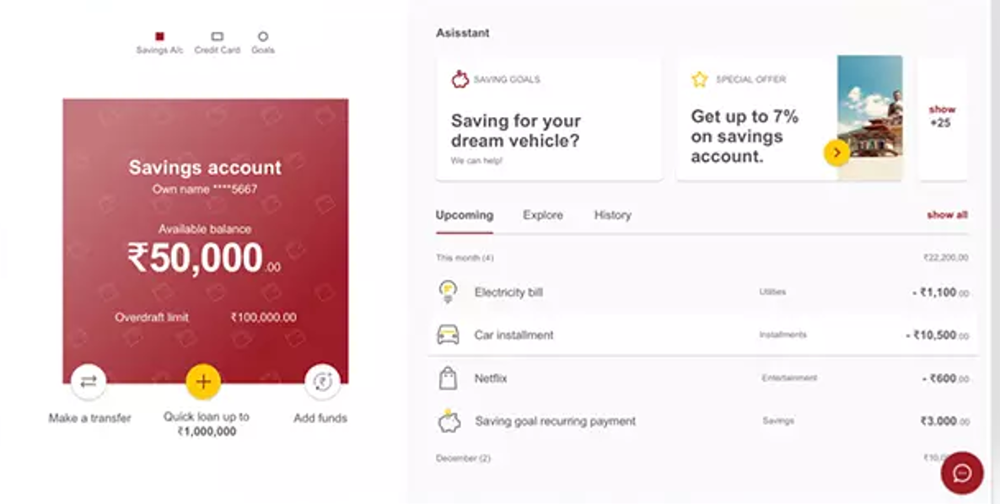 Savings A/c Credit Card Goals
Savings account
Own name ****5667
Available balance
₹50,000.00
Overdraft limit ₹100,000.00
Make a transfer
Quick loan up to
₹1,000,000
Add funds
Asisstant
SAVING GOALS
Saving for your
dream vehicle?
We can help!
SPECIAL OFFER
Get up to 7%
on savings
account.
show
+25
Upcoming Explore History show all
This month (4) ₹22,200.00
Electricity bill Utilities - ₹1,100.00
Car installment Installments - ₹10,500.00
Netflix Entertainment - ₹600.00
Saving goal recurring payment Savings ₹3.000.00
December (2)